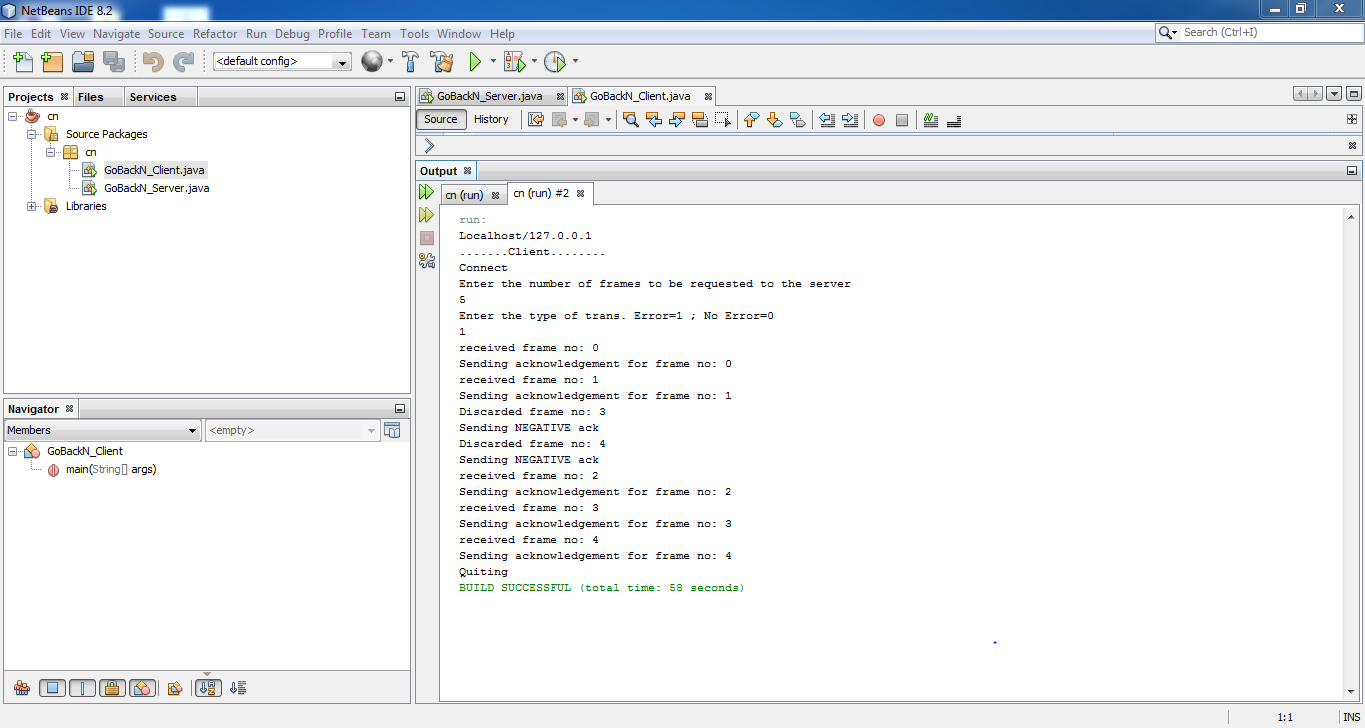 NetBeans IDE 8.2
File Edit View Navigate Source Refactor Run Debug Profile Team Tools Window Help
Search (Ctrl+I)
<default config>
Projects Files Services
cn
Source Packages
cn
GoBackN_Client.java
GoBackN_Server.java
Libraries
Navigator
Members <empty>
GoBackN_Client
main(String[] args)
GoBackN_Server.java GoBackN_Client.java
Source History
Output
cn (run) cn (run) #2
run:
Localhost/127.0.0.1
.......Client........
Connect
Enter the number of frames to be requested to the server
5
Enter the type of trans. Error=1 ; No Error=0
1
received frame no: 0
Sending acknowledgement for frame no: 0
received frame no: 1
Sending acknowledgement for frame no: 1
Discarded frame no: 3
Sending NEGATIVE ack
Discarded frame no: 4
Sending NEGATIVE ack
received frame no: 2
Sending acknowledgement for frame no: 2
received frame no: 3
Sending acknowledgement for frame no: 3
received frame no: 4
Sending acknowledgement for frame no: 4
Quiting
BUILD SUCCESSFUL (total time: 58 seconds)
1:1 INS